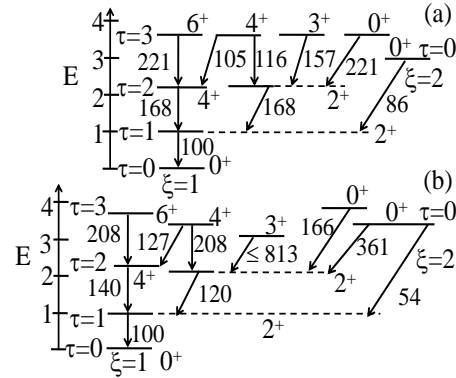 (a)
4 τ=3 6⁺ 4⁺ 3⁺ 0⁺
0⁺ τ=0
3 221 105 116 157 221 ξ=2
E
2 τ=2 4⁺ 2⁺
168 168 86
1 τ=1 2⁺
100
0 τ=0 0⁺
ξ=1
(b)
4 τ=3 6⁺ 4⁺ 0⁺ 0⁺ τ=0
3 208 127 208 3⁺ 166 361 ξ=2
E ≤ 813
2 τ=2 4⁺ 2⁺
140 120 54
1 τ=1 2⁺
100
0 τ=0 ξ=1 0⁺